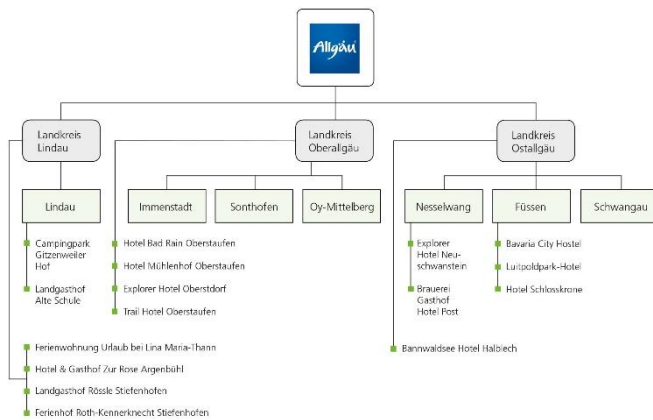 Allgäu
Landkreis
Lindau
Landkreis
Oberallgäu
Landkreis
Ostallgäu
Lindau
Immenstadt
Sonthofen
Oy-Mittelberg
Nesselwang
Füssen
Schwangau
Campingpark
Gitzenweiler
Hof
Landgasthof
Alte Schule
Hotel Bad Rain Oberstaufen
Hotel Mühlenhof Oberstaufen
Explorer Hotel Oberstdorf
Trail Hotel Oberstaufen
Explorer
Hotel Neu-
schwanstein
Brauerei
Gasthof
Hotel Post
Bavaria City Hostel
Luitpoldpark-Hotel
Hotel Schlosskrone
Bannwaldsee Hotel Halblech
Ferienwohnung Urlaub bei Lina Maria-Thann
Hotel & Gasthof Zur Rose Argenbühl
Landgasthof Rössle Stiefenhofen
Ferienhof Roth-Kennerknecht Stiefenhofen